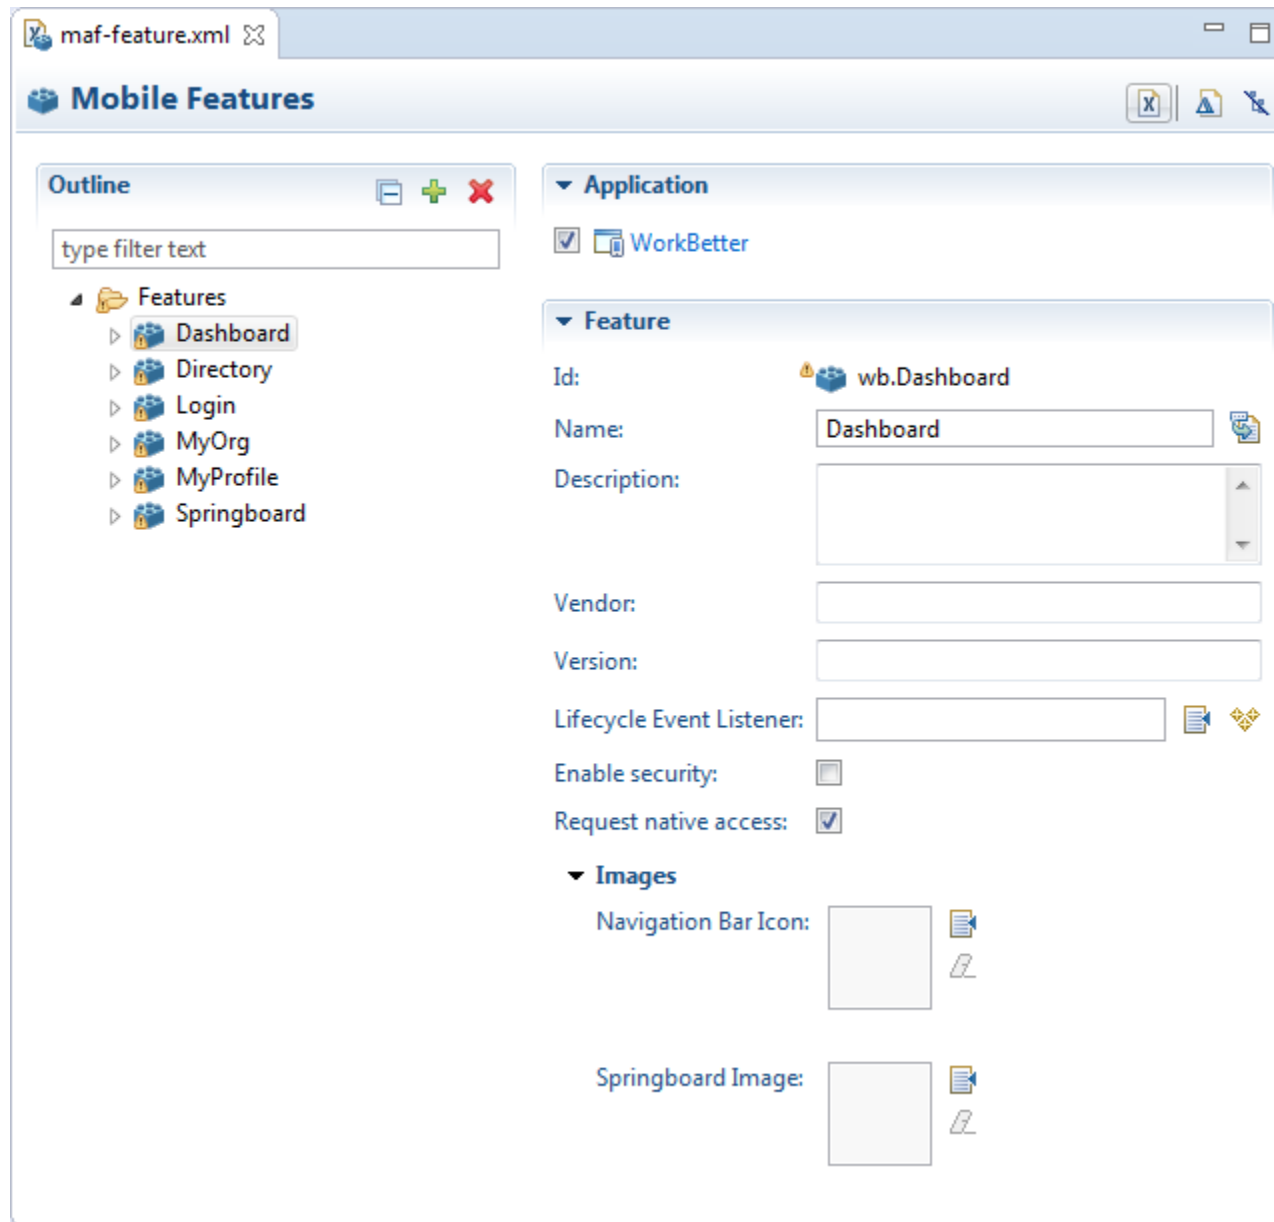 maf-feature.xml
Mobile Features
Outline
type filter text
Features
Dashboard
Directory
Login
MyOrg
MyProfile
Springboard
Application
WorkBetter
Feature
Id: wb.Dashboard
Name: Dashboard
Description:
Vendor:
Version:
Lifecycle Event Listener:
Enable security:
Request native access:
Images
Navigation Bar Icon:
Springboard Image: